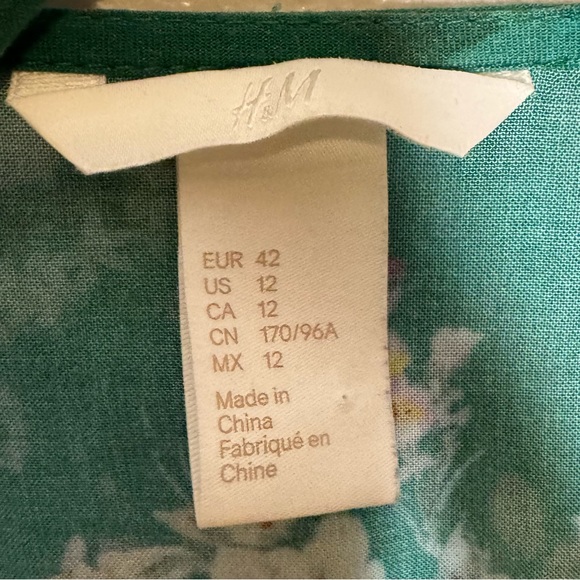 H&M
EUR 42
US 12
CA 12
CN 170/96A
MX 12
Made in
China
Fabriqué en
Chine